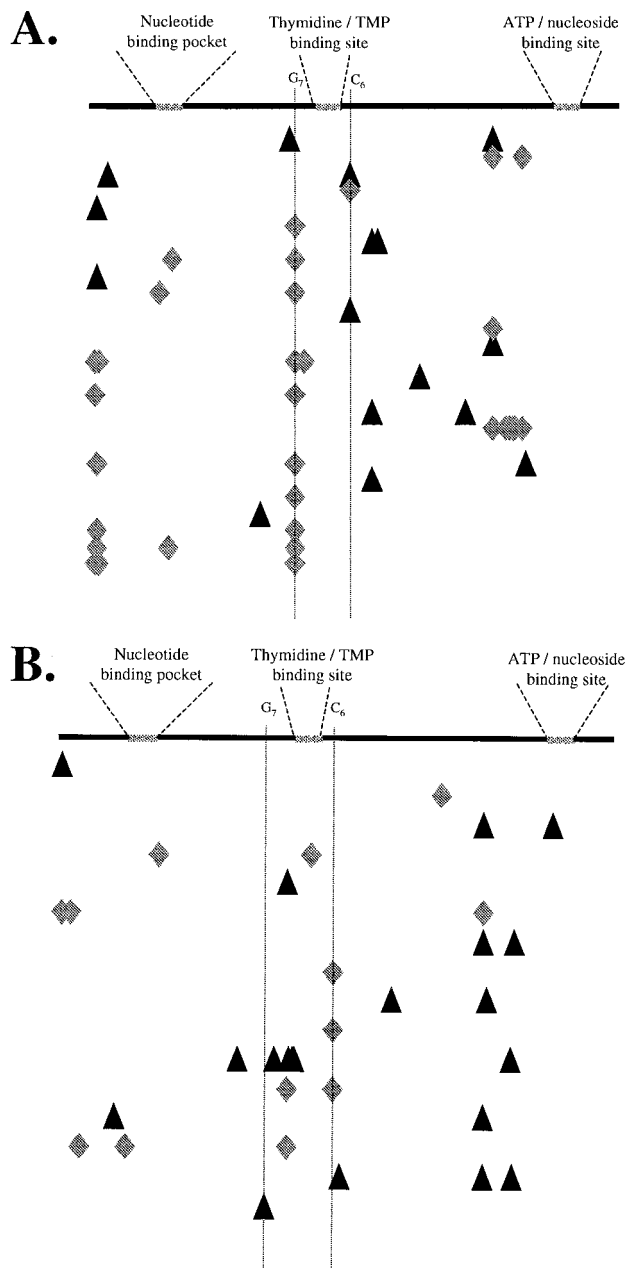 A.
Nucleotide
binding pocket
Thymidine / TMP
binding site
ATP / nucleoside
binding site
G7
C6
B.
Nucleotide
binding pocket
Thymidine / TMP
binding site
ATP / nucleoside
binding site
G7
C6